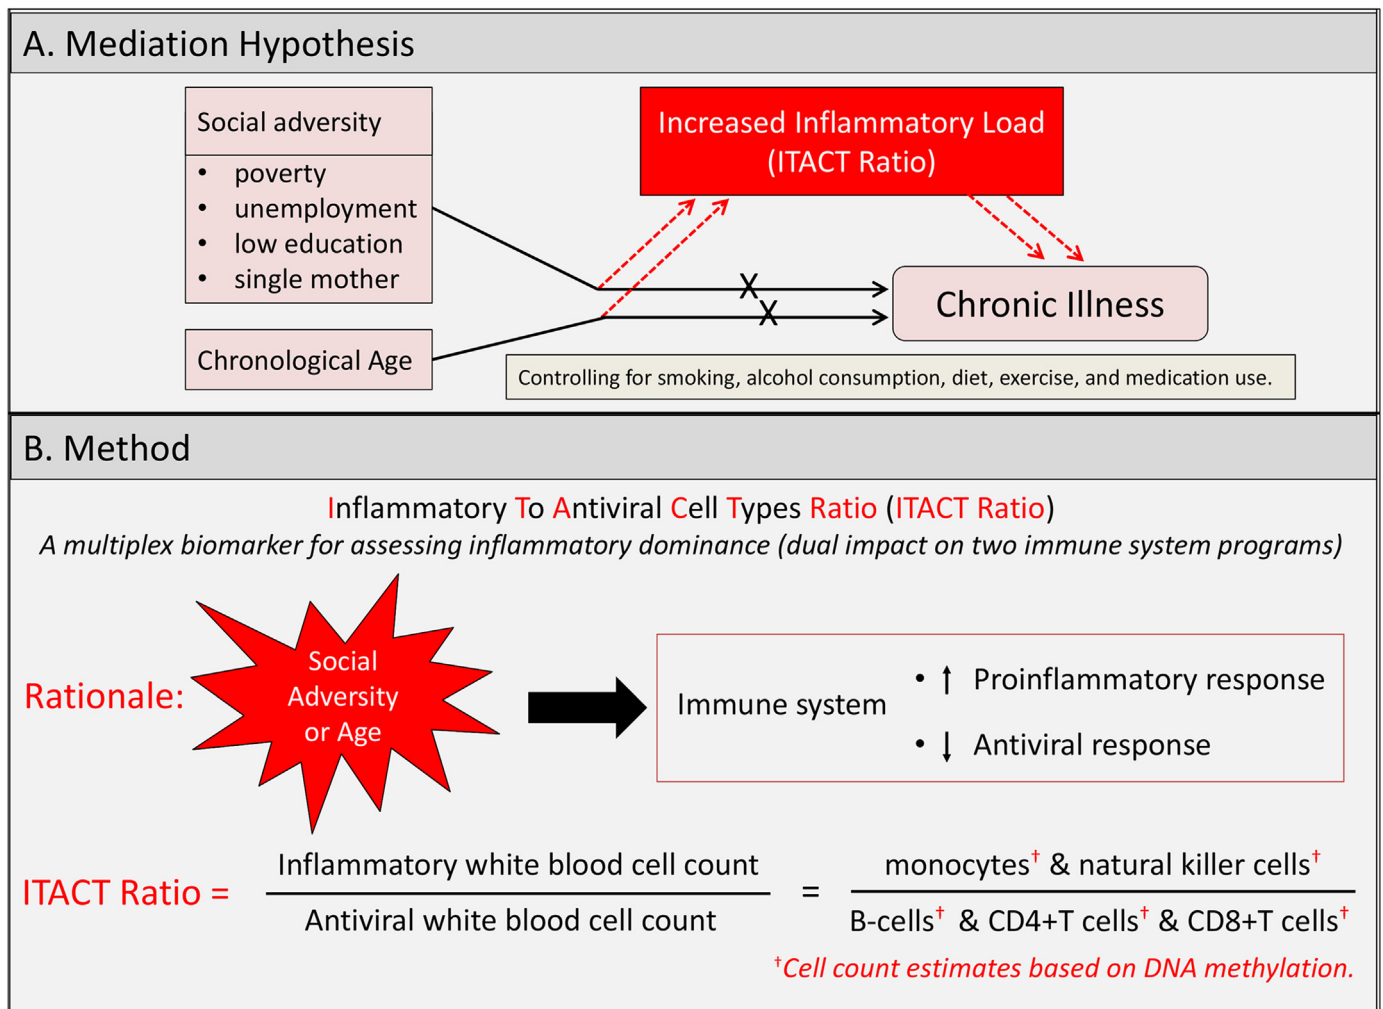 A. Mediation Hypothesis
Social adversity
• poverty
• unemployment
• low education
• single mother
Chronological Age
Increased Inflammatory Load
(ITACT Ratio)
X
X
Chronic Illness
Controlling for smoking, alcohol consumption, diet, exercise, and medication use.
B. Method
Inflammatory To Antiviral Cell Types Ratio (ITACT Ratio)
A multiplex biomarker for assessing inflammatory dominance (dual impact on two immune system programs)
Rationale:
Social
Adversity
or Age
Immune system
• ↑ Proinflammatory response
• ↓ Antiviral response
ITACT Ratio =
Inflammatory white blood cell count
Antiviral white blood cell count
=
monocytes† & natural killer cells†
B-cells† & CD4+T cells† & CD8+T cells†
†Cell count estimates based on DNA methylation.